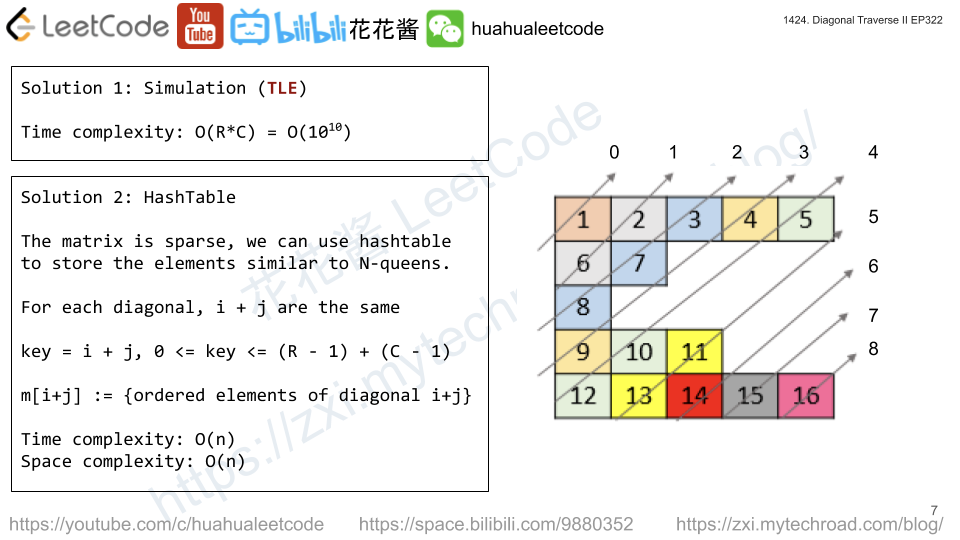 LeetCode You Tube bilibili 花花酱 huahualeetcode
1424. Diagonal Traverse II EP322
Solution 1: Simulation (TLE)
Time complexity: O(R*C) = O(10¹⁰)
Solution 2: HashTable
The matrix is sparse, we can use hashtable
to store the elements similar to N-queens.
For each diagonal, i + j are the same
key = i + j, 0 <= key <= (R - 1) + (C - 1)
m[i+j] := {ordered elements of diagonal i+j}
Time complexity: O(n)
Space complexity: O(n)
花花酱 LeetCode
https://zxi.mytechroad.com/blog/
0 1 2 3 4
1 2 3 4 5 5
6 7 6
8 7
9 10 11 8
12 13 14 15 16
7
https://youtube.com/c/huahualeetcode https://space.bilibili.com/9880352 https://zxi.mytechroad.com/blog/